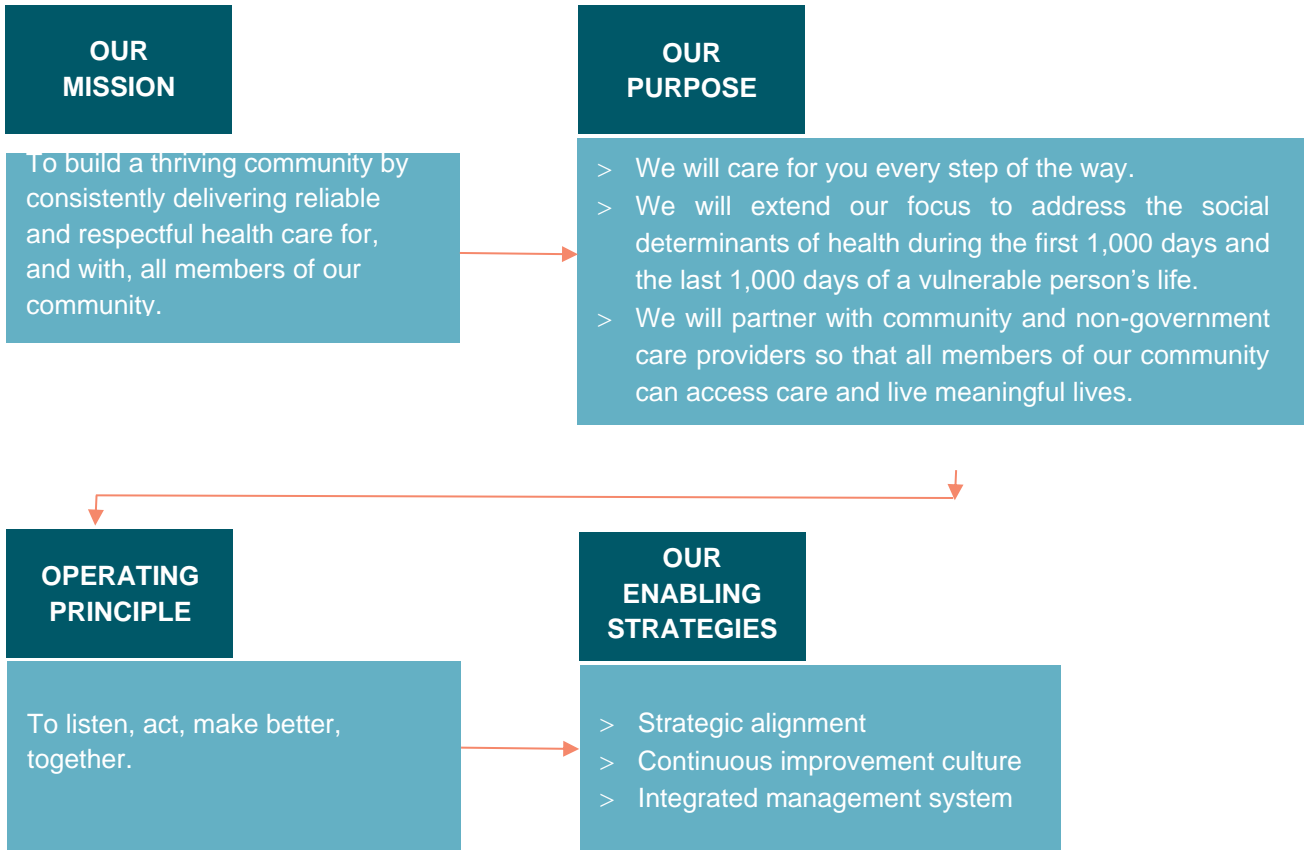 OUR
MISSION
To build a thriving community by
consistently delivering reliable
and respectful health care for,
and with, all members of our
community.
OUR
PURPOSE
> We will care for you every step of the way.
> We will extend our focus to address the social
determinants of health during the first 1,000 days and
the last 1,000 days of a vulnerable person’s life.
> We will partner with community and non-government
care providers so that all members of our community
can access care and live meaningful lives.
OPERATING
PRINCIPLE
To listen, act, make better,
together.
OUR
ENABLING
STRATEGIES
> Strategic alignment
> Continuous improvement culture
> Integrated management system